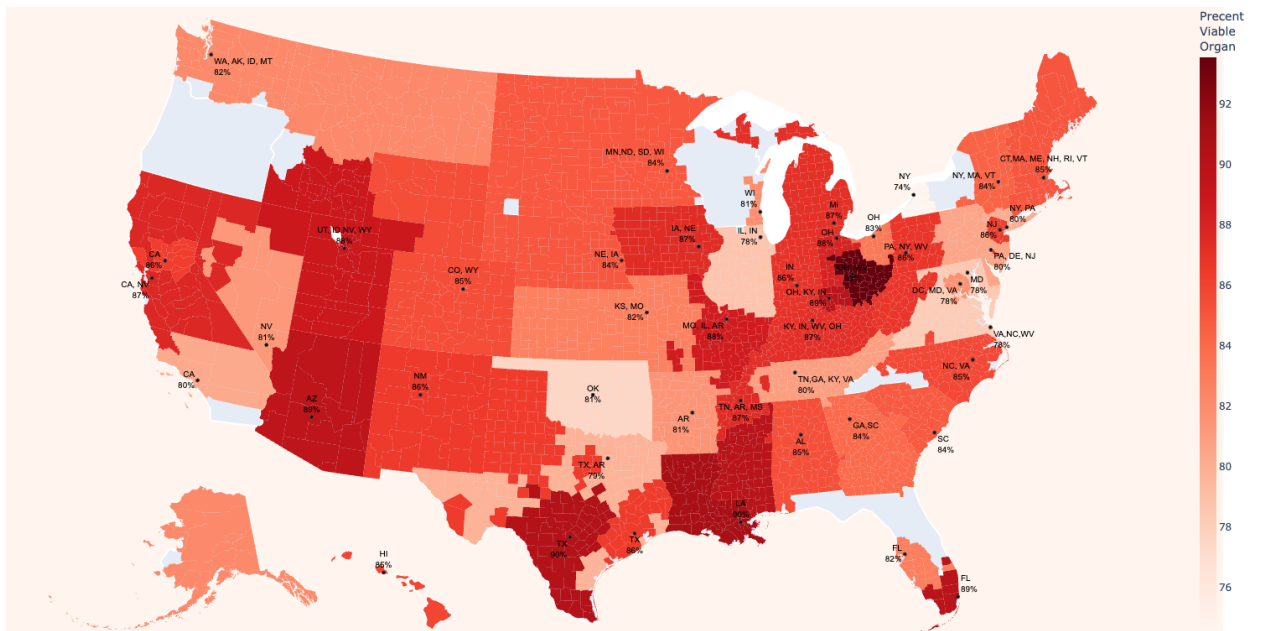 Precent
Viable
Organ
92
90
88
86
84
82
80
78
76
WA, AK, ID, MT
82%
MN,ND, SD, WI
84%
CT,MA, ME, NH, RI, VT
85%
NY, MA, VT
84%
NY
74%
WI
81%
MI
87%
OH
83%
NY, PA
80%
NJ
86%
UT, ID,NV, WY
88%
IA, NE
87%
IL, IN
78%
OH
88%
PA, NY, WV
86%
CA
86%
NE, IA
84%
PA, DE, NJ
80%
CO, WY
85%
IN
86%
MD
78%
CA, NV
87%
OH, KY, IN
89%
DC, MD, VA
78%
KS, MO
82%
NV
81%
MO, IL, AR
88%
KY, IN, WV, OH
87%
VA,NC,WV
78%
NC, VA
85%
CA
80%
NM
86%
TN,GA, KY, VA
80%
OK
81%
AZ
89%
TN, AR, MS
87%
AR
81%
GA,SC
84%
SC
84%
AL
85%
TX, AR
79%
LA
TX
90%
TX
86%
HI
86%
FL
82%
FL
89%